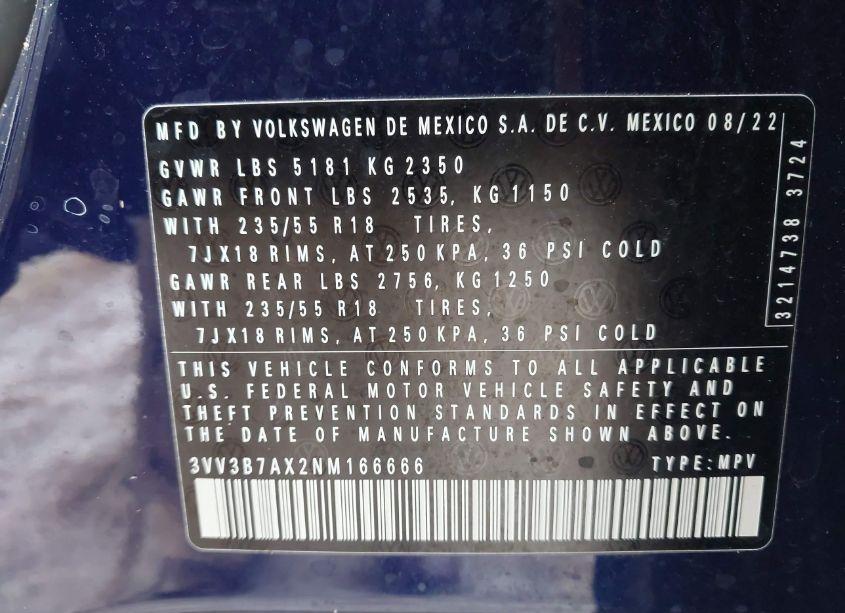 MFD BY VOLKSWAGEN DE MEXICO S.A. DE C.V. MEXICO 08/22
GVWR LBS 5181 KG 2350
GAWR FRONT LBS 2535, KG 1150
WITH 235/55 R18 TIRES,
7JX18 RIMS, AT 250 KPA, 36 PSI COLD
GAWR REAR LBS 2756, KG 1250
WITH 235/55 R18 TIRES,
7JX18 RIMS, AT 250 KPA, 36 PSI COLD
3214738 3724
THIS VEHICLE CONFORMS TO ALL APPLICABLE
U.S. FEDERAL MOTOR VEHICLE SAFETY AND
THEFT PREVENTION STANDARDS IN EFFECT ON
THE DATE OF MANUFACTURE SHOWN ABOVE.
3VV3B7AX2NM166666 TYPE: MPV